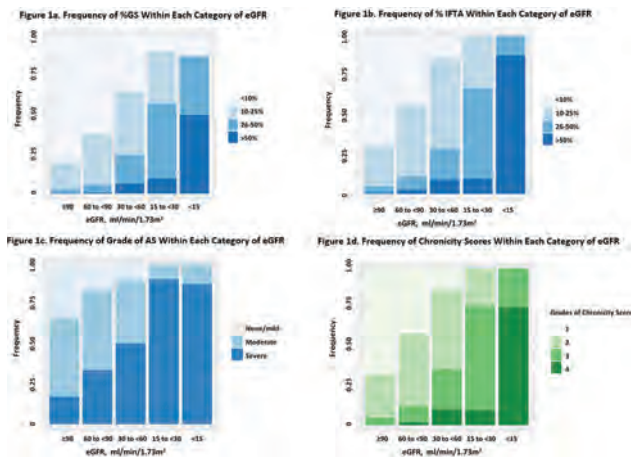 Figure 1a. Frequency of %GS Within Each Category of eGFR
1.00
0.75
0.50
0.25
0
Frequency
<10%
10-25%
26-50%
>50%
≥90
60 to <90
30 to <60
15 to <30
<15
eGFR, ml/min/1.73m²
Figure 1b. Frequency of % IFTA Within Each Category of eGFR
1.00
0.75
0.50
0.25
0
Frequency
<10%
10-25%
26-50%
>50%
≥90
60 to <90
30 to <60
15 to <30
<15
eGFR, ml/min/1.73m²
Figure 1c. Frequency of Grade of AS Within Each Category of eGFR
1.00
0.75
0.50
0.25
0
Frequency
None/mild
Moderate
Severe
≥90
60 to <90
30 to <60
15 to <30
<15
eGFR, ml/min/1.73m²
Figure 1d. Frequency of Chronicity Scores Within Each Category of eGFR
1.00
0.75
0.50
0.25
0
Frequency
Grades of Chronicity Score
1
2
3
4
≥90
60 to <90
30 to <60
15 to <30
<15
eGFR, ml/min/1.73m²